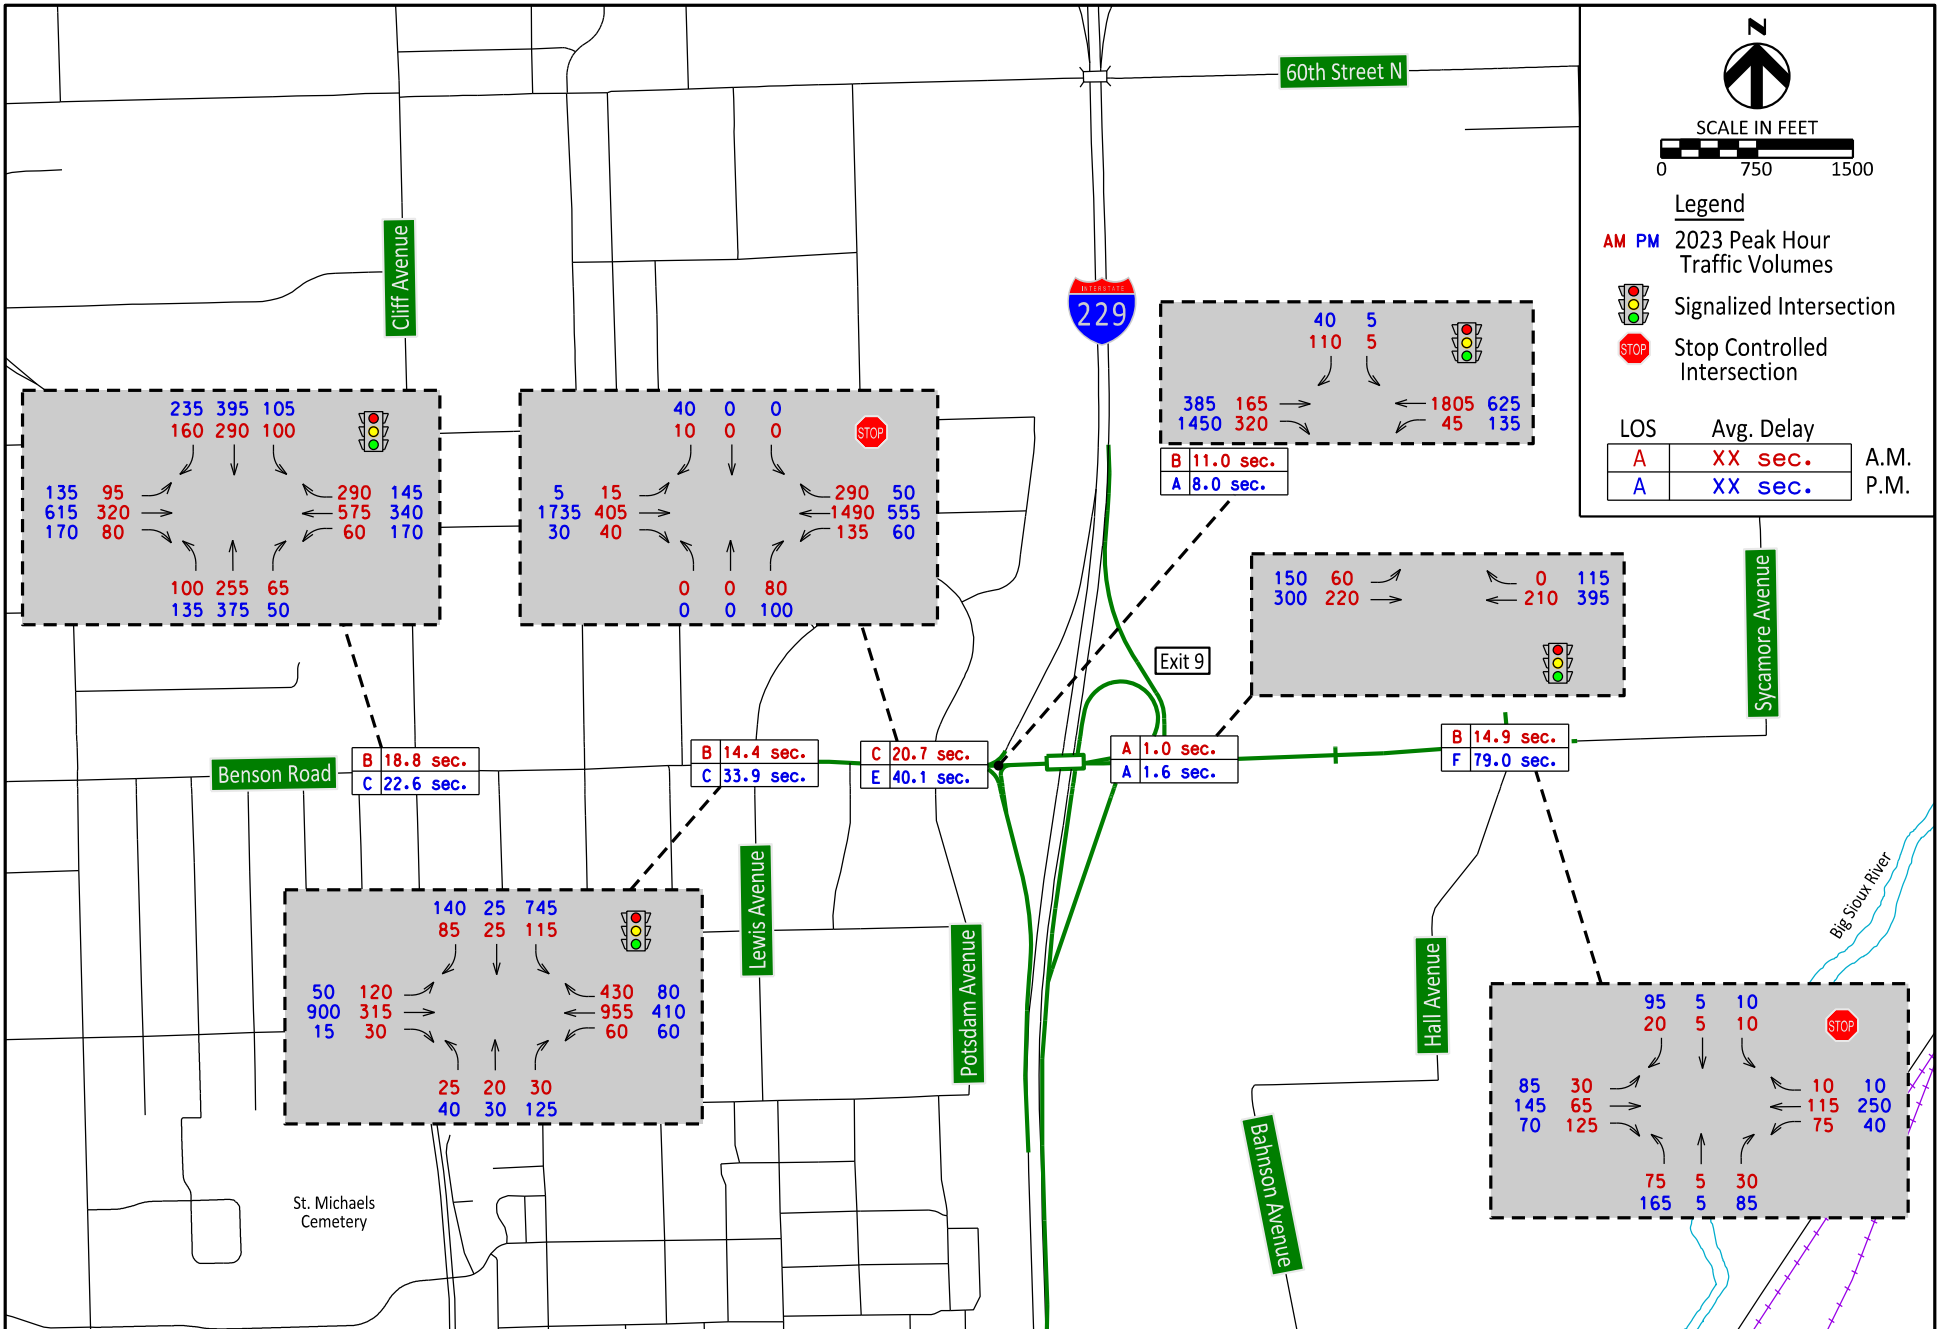 60th Street N
N
SCALE IN FEET
0 750 1500
Legend
AM PM 2023 Peak Hour
Traffic Volumes
Signalized Intersection
STOP Stop Controlled
Intersection
LOS Avg. Delay
A XX sec. A.M.
A XX sec. P.M.
Cliff Avenue
INTERSTATE
229
40 5
110 5
385 165 1805 625
1450 320 45 135
B 11.0 sec.
A 8.0 sec.
235 395 105
160 290 100
135 95 290 145
615 320 575 340
170 80 60 170
100 255 65
135 375 50
40 0 0
10 0 0
STOP
5 15 290 50
1735 405 1490 555
30 40 135 60
0 0 80
0 0 100
150 60 0 115
300 220 210 395
Exit 9
Sycamore Avenue
Benson Road
B 18.8 sec.
C 22.6 sec.
B 14.4 sec.
C 33.9 sec.
C 20.7 sec.
E 40.1 sec.
A 1.0 sec.
A 1.6 sec.
B 14.9 sec.
F 79.0 sec.
Lewis Avenue
Potsdam Avenue
Hall Avenue
Bahnson Avenue
Big Sioux River
140 25 745
85 25 115
50 120 430 80
900 315 955 410
15 30 60 60
25 20 30
40 30 125
95 5 10
20 5 10
STOP
85 30 10 10
145 65 115 250
70 125 75 40
75 5 30
165 5 85
St. Michaels
Cemetery